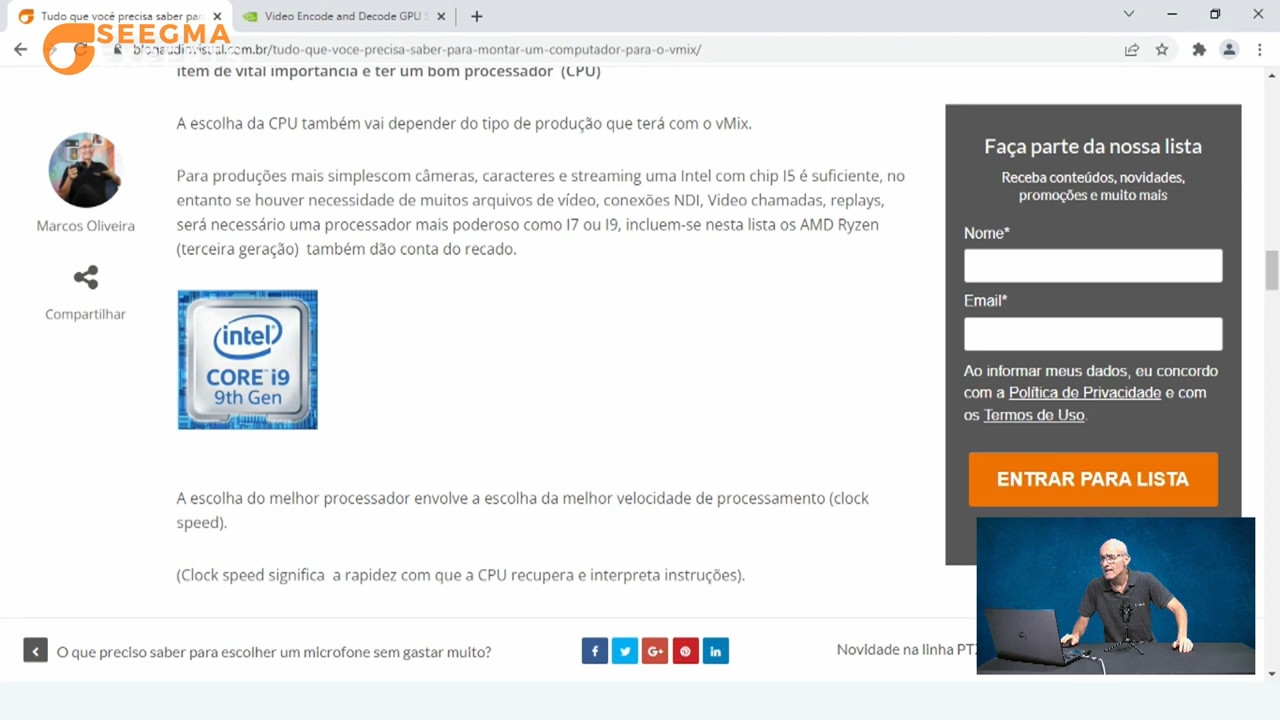 Tudo que você precisa saber par
Video Encode and Decode GPU S
SEEGMA
blogaudiovisual.com.br/tudo-que-voce-precisa-saber-para-montar-um-computador-para-o-vmix/
item de vital importância é ter um bom processador (CPU)
A escolha da CPU também vai depender do tipo de produção que terá com o vMix.
Para produções mais simplescom câmeras, caracteres e streaming uma Intel com chip I5 é suficiente, no
entanto se houver necessidade de muitos arquivos de vídeo, conexões NDI, Video chamadas, replays,
será necessário uma processador mais poderoso como I7 ou I9, incluem-se nesta lista os AMD Ryzen
(terceira geração) também dão conta do recado.
Marcos Oliveira
Compartilhar
intel
CORE™ i9
9th Gen
A escolha do melhor processador envolve a escolha da melhor velocidade de processamento (clock
speed).
(Clock speed significa a rapidez com que a CPU recupera e interpreta instruções).
Faça parte da nossa lista
Receba conteúdos, novidades,
promoções e muito mais
Nome*
Email*
Ao informar meus dados, eu concordo
com a Política de Privacidade e com
os Termos de Uso.
ENTRAR PARA LISTA
O que preciso saber para escolher um microfone sem gastar muito?
f
G+
in
Novidade na linha PTZ